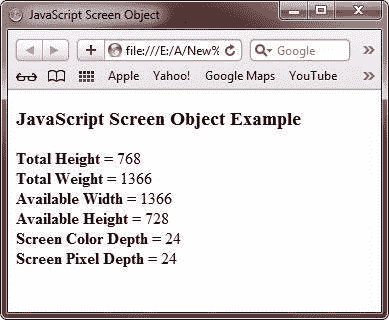 JavaScript Screen Object
file:///E:/A/New%
Google
Apple Yahoo! Google Maps YouTube
JavaScript Screen Object Example
Total Height = 768
Total Weight = 1366
Available Width = 1366
Available Height = 728
Screen Color Depth = 24
Screen Pixel Depth = 24